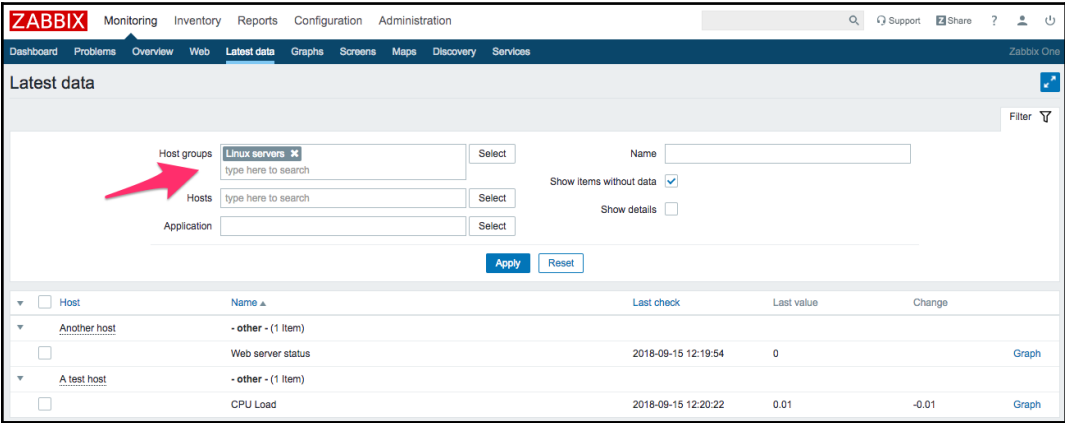 ZABBIX Monitoring Inventory Reports Configuration Administration Support Z Share ?
Dashboard Problems Overview Web Latest data Graphs Screens Maps Discovery Services Zabbix One
Latest data
Filter
Host groups Linux servers Select Name
type here to search
Show items without data
Hosts type here to search Select
Show details
Application Select
Apply Reset
Host Name Last check Last value Change
Another host - other - (1 Item)
Web server status 2018-09-15 12:19:54 0 Graph
A test host - other - (1 Item)
CPU Load 2018-09-15 12:20:22 0.01 -0.01 Graph